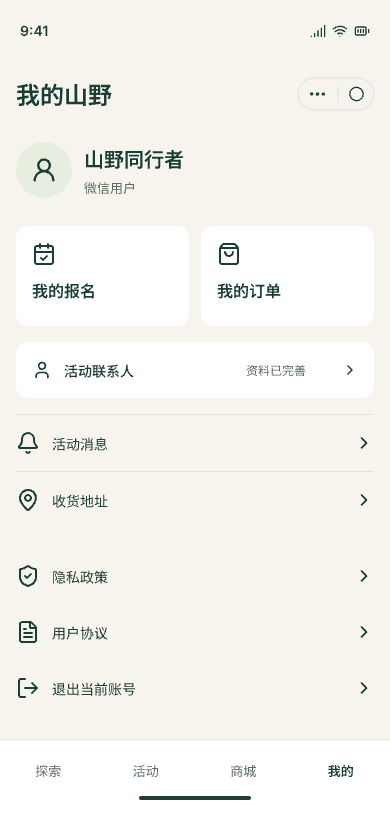 9:41
我的山野
山野同行者
微信用户
我的报名
我的订单
活动联系人
资料已完善
活动消息
收货地址
隐私政策
用户协议
退出当前账号
探索
活动
商城
我的